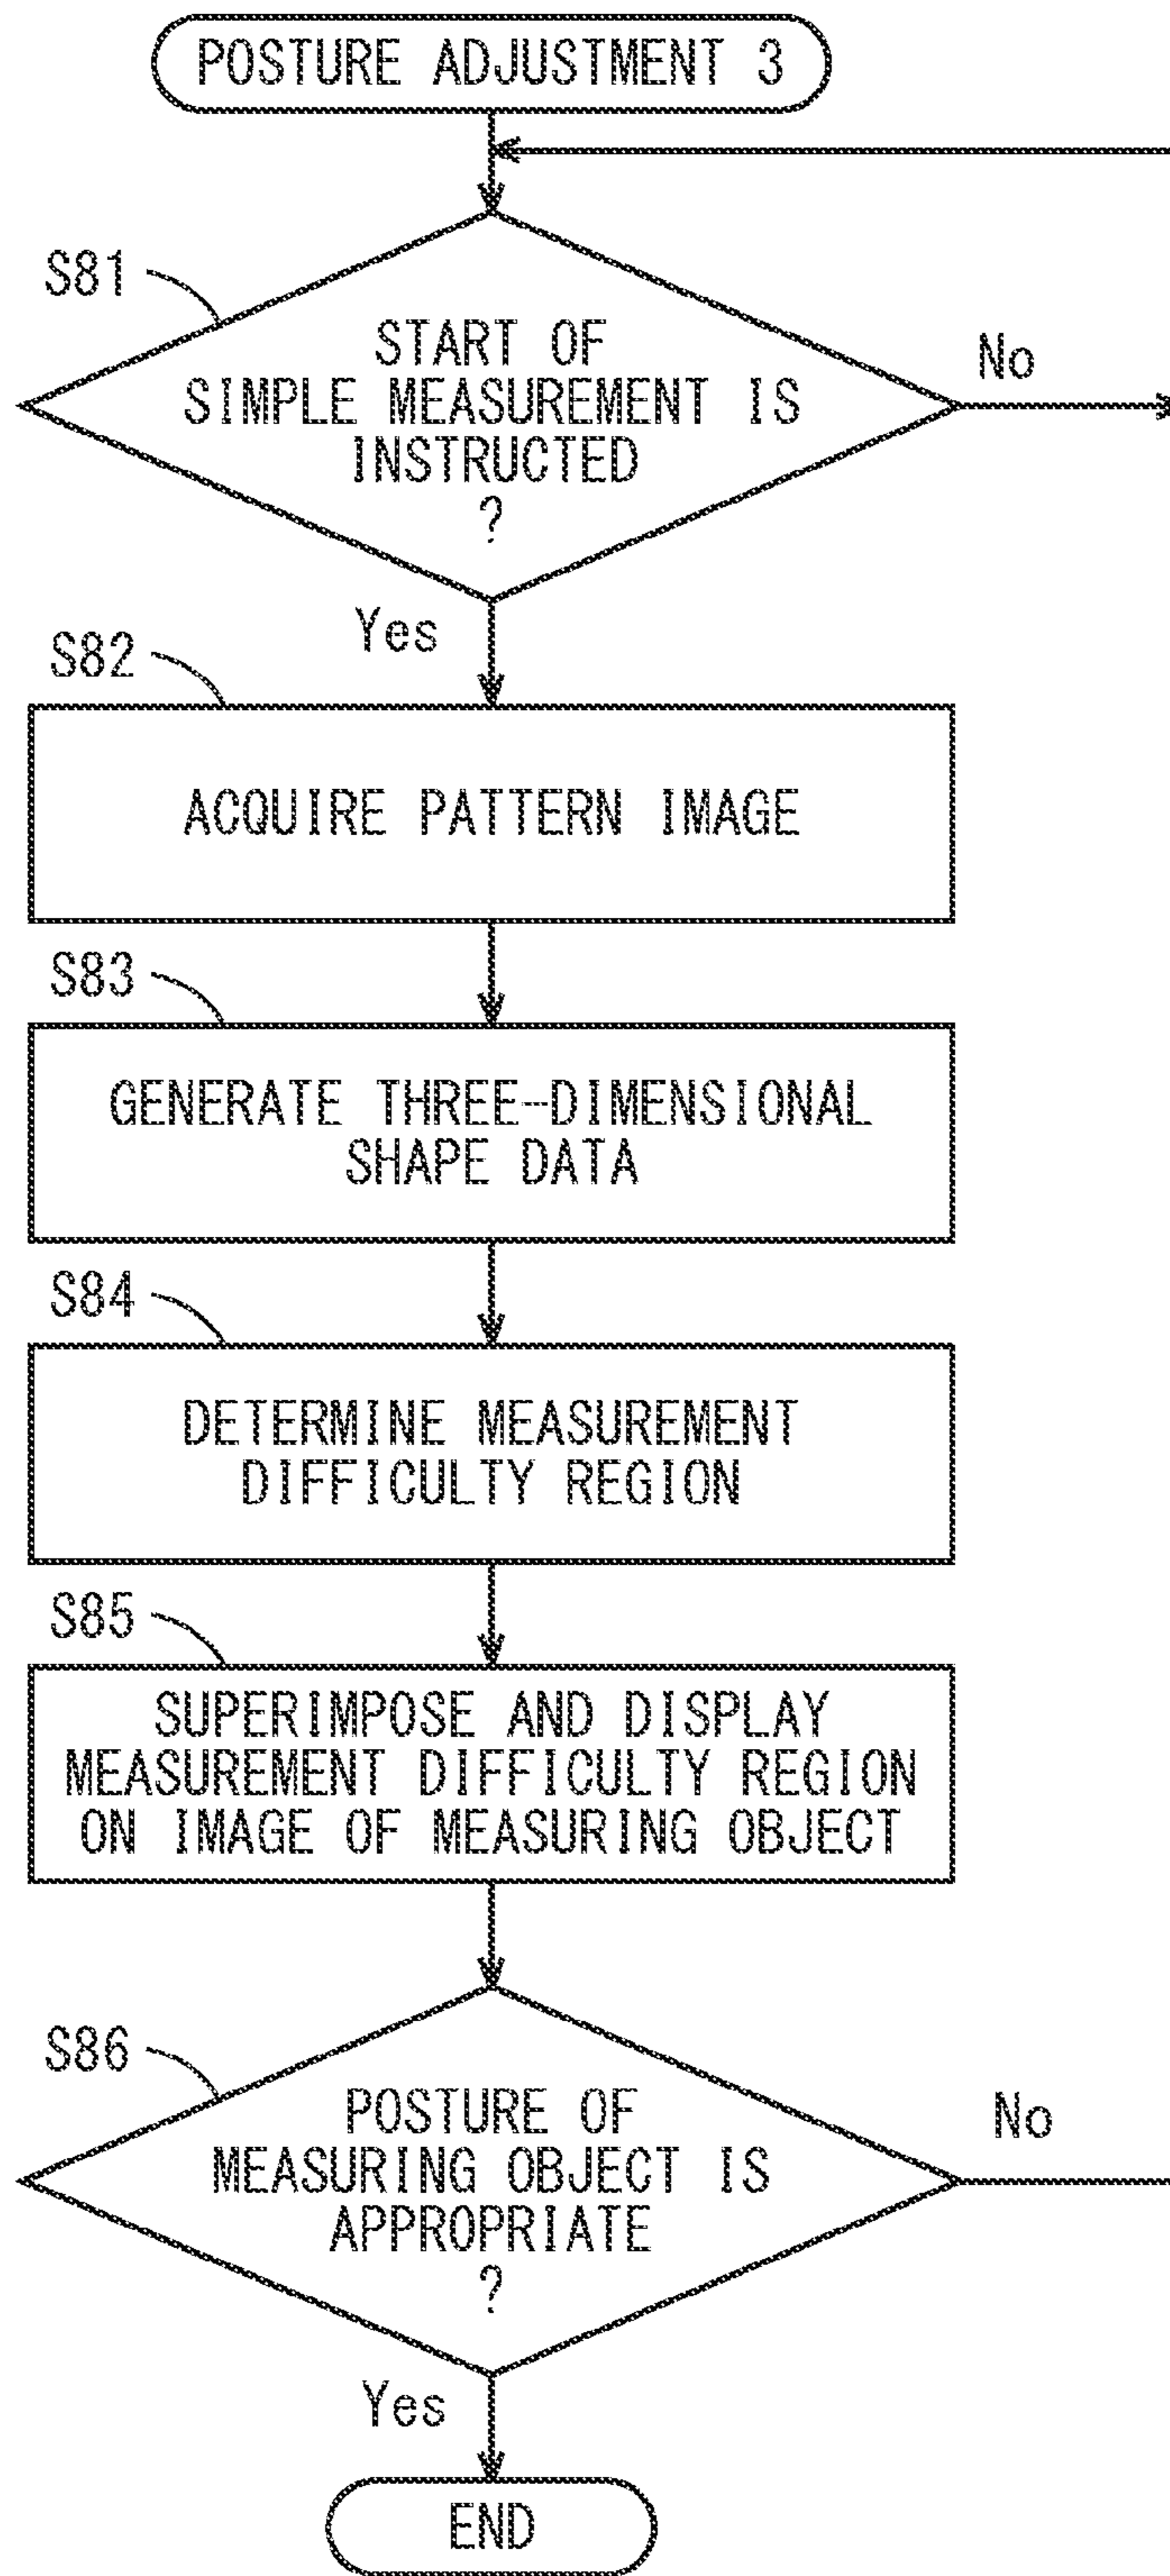 POSTURE ADJUSTMENT 3
S81
START OF
SIMPLE MEASUREMENT IS
INSTRUCTED
?
No
Yes
S82
ACQUIRE PATTERN IMAGE
S83
GENERATE THREE-DIMENSIONAL
SHAPE DATA
S84
DETERMINE MEASUREMENT
DIFFICULTY REGION
S85
SUPERIMPOSE AND DISPLAY
MEASUREMENT DIFFICULTY REGION
ON IMAGE OF MEASURING OBJECT
S86
POSTURE OF
MEASURING OBJECT IS
APPROPRIATE
?
No
Yes
END